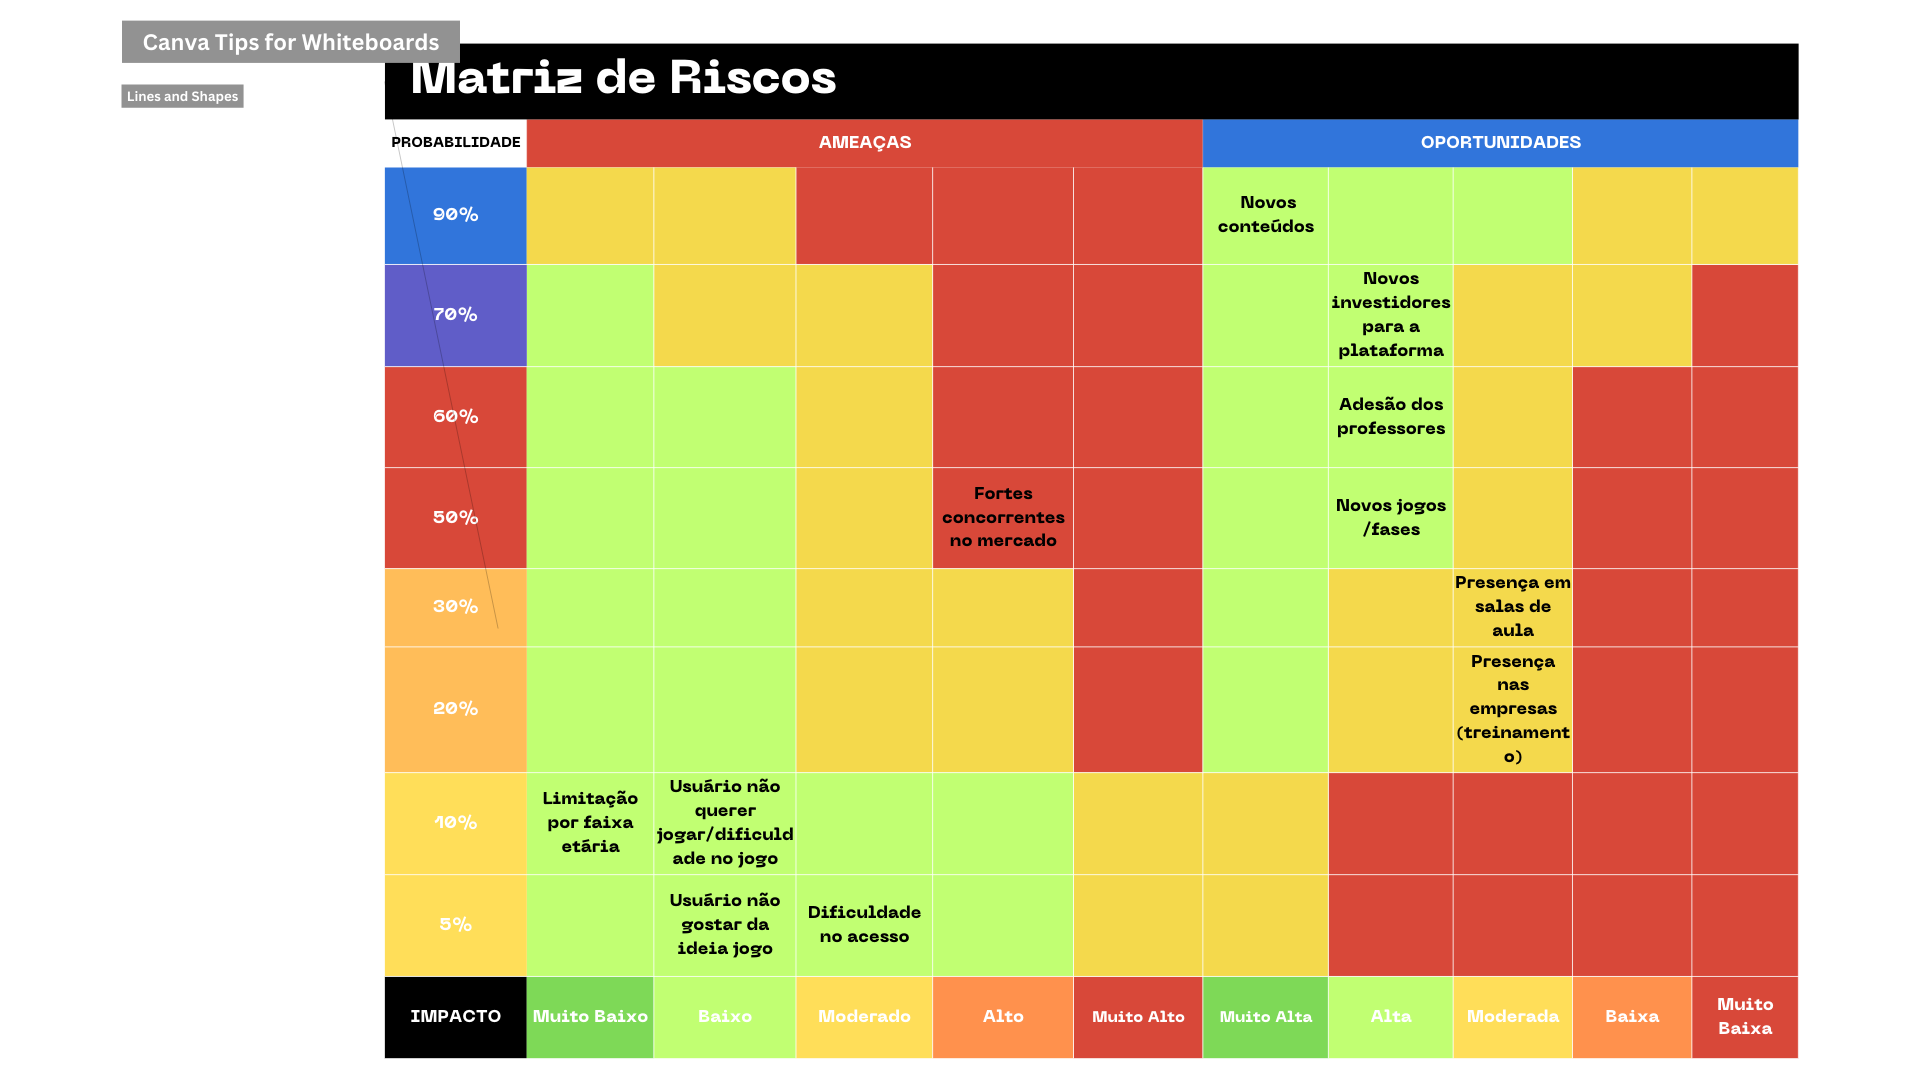 Canva Tips for Whiteboards
Lines and Shapes
Matriz de Riscos
PROBABILIDADE
AMEAÇAS
OPORTUNIDADES
90%
Novos
conteúdos
70%
Novos
investidores
para a
plataforma
60%
Adesão dos
professores
50%
Fortes
concorrentes
no mercado
Novos jogos
/fases
30%
Presença em
salas de
aula
20%
Presença
nas
empresas
(treinament
o)
10%
Limitação
por faixa
etária
Usuário não
querer
jogar/dificuld
ade no jogo
5%
Usuário não
gostar da
ideia jogo
Dificuldade
no acesso
IMPACTO
Muito Baixo
Baixo
Moderado
Alto
Muito Alto
Muito Alta
Alta
Moderada
Baixa
Muito
Baixa